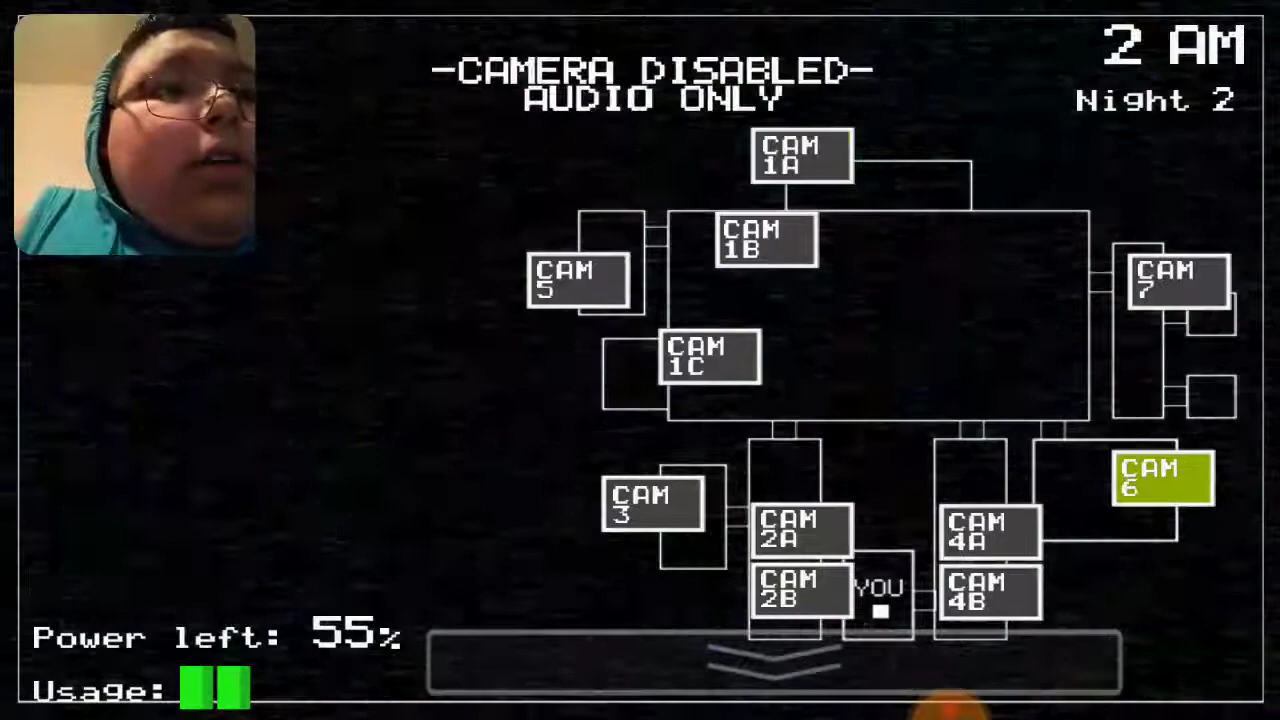 2 AM
-CAMERA DISABLED-
AUDIO ONLY
Night 2
CAM
1A
CAM
1B
CAM
5
CAM
7
CAM
1C
CAM
6
CAM
3
CAM
2A
CAM
4A
CAM
2B
YOU
CAM
4B
Power left: 55%
Usage: